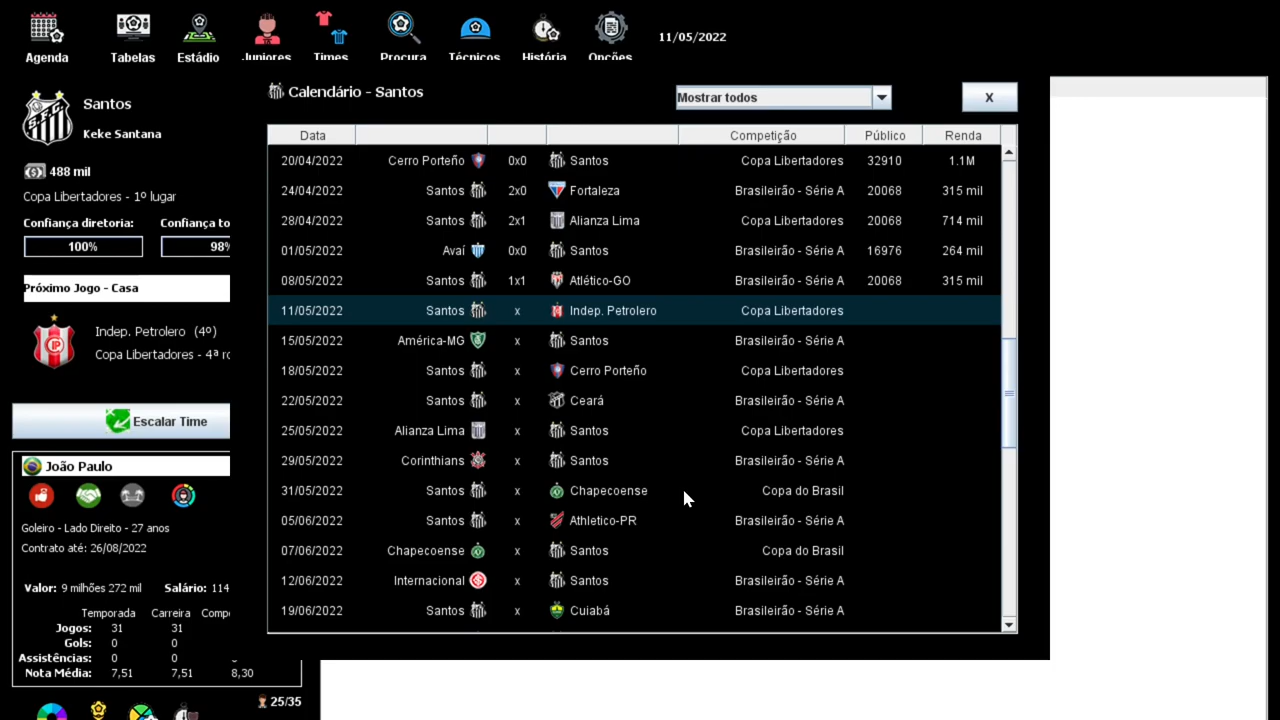 Agenda Tabelas Estádio Juniores Times Procura Técnicos História Opções 11/05/2022
Santos
Keke Santana
488 mil
Copa Libertadores - 1º lugar
Confiança diretoria: Confiança to
100% 98%
Próximo Jogo - Casa
Indep. Petrolero (4º)
Copa Libertadores - 4ª ro
Escalar Time
João Paulo
Goleiro - Lado Direito - 27 anos
Contrato até: 26/08/2022
Valor: 9 milhões 272 mil Salário: 114
Temporada Carreira Compe
Jogos: 31 31
Gols: 0 0
Assistências: 0 0
Nota Média: 7,51 7,51 8,30
25/35
Calendário - Santos Mostrar todos X
Data Competição Público Renda
20/04/2022 Cerro Porteño 0x0 Santos Copa Libertadores 32910 1.1M
24/04/2022 Santos 2x0 Fortaleza Brasileirão - Série A 20068 315 mil
28/04/2022 Santos 2x1 Alianza Lima Copa Libertadores 20068 714 mil
01/05/2022 Avaí 0x0 Santos Brasileirão - Série A 16976 264 mil
08/05/2022 Santos 1x1 Atlético-GO Brasileirão - Série A 20068 315 mil
11/05/2022 Santos x Indep. Petrolero Copa Libertadores
15/05/2022 América-MG x Santos Brasileirão - Série A
18/05/2022 Santos x Cerro Porteño Copa Libertadores
22/05/2022 Santos x Ceará Brasileirão - Série A
25/05/2022 Alianza Lima x Santos Copa Libertadores
29/05/2022 Corinthians x Santos Brasileirão - Série A
31/05/2022 Santos x Chapecoense Copa do Brasil
05/06/2022 Santos x Athletico-PR Brasileirão - Série A
07/06/2022 Chapecoense x Santos Copa do Brasil
12/06/2022 Internacional x Santos Brasileirão - Série A
19/06/2022 Santos x Cuiabá Brasileirão - Série A